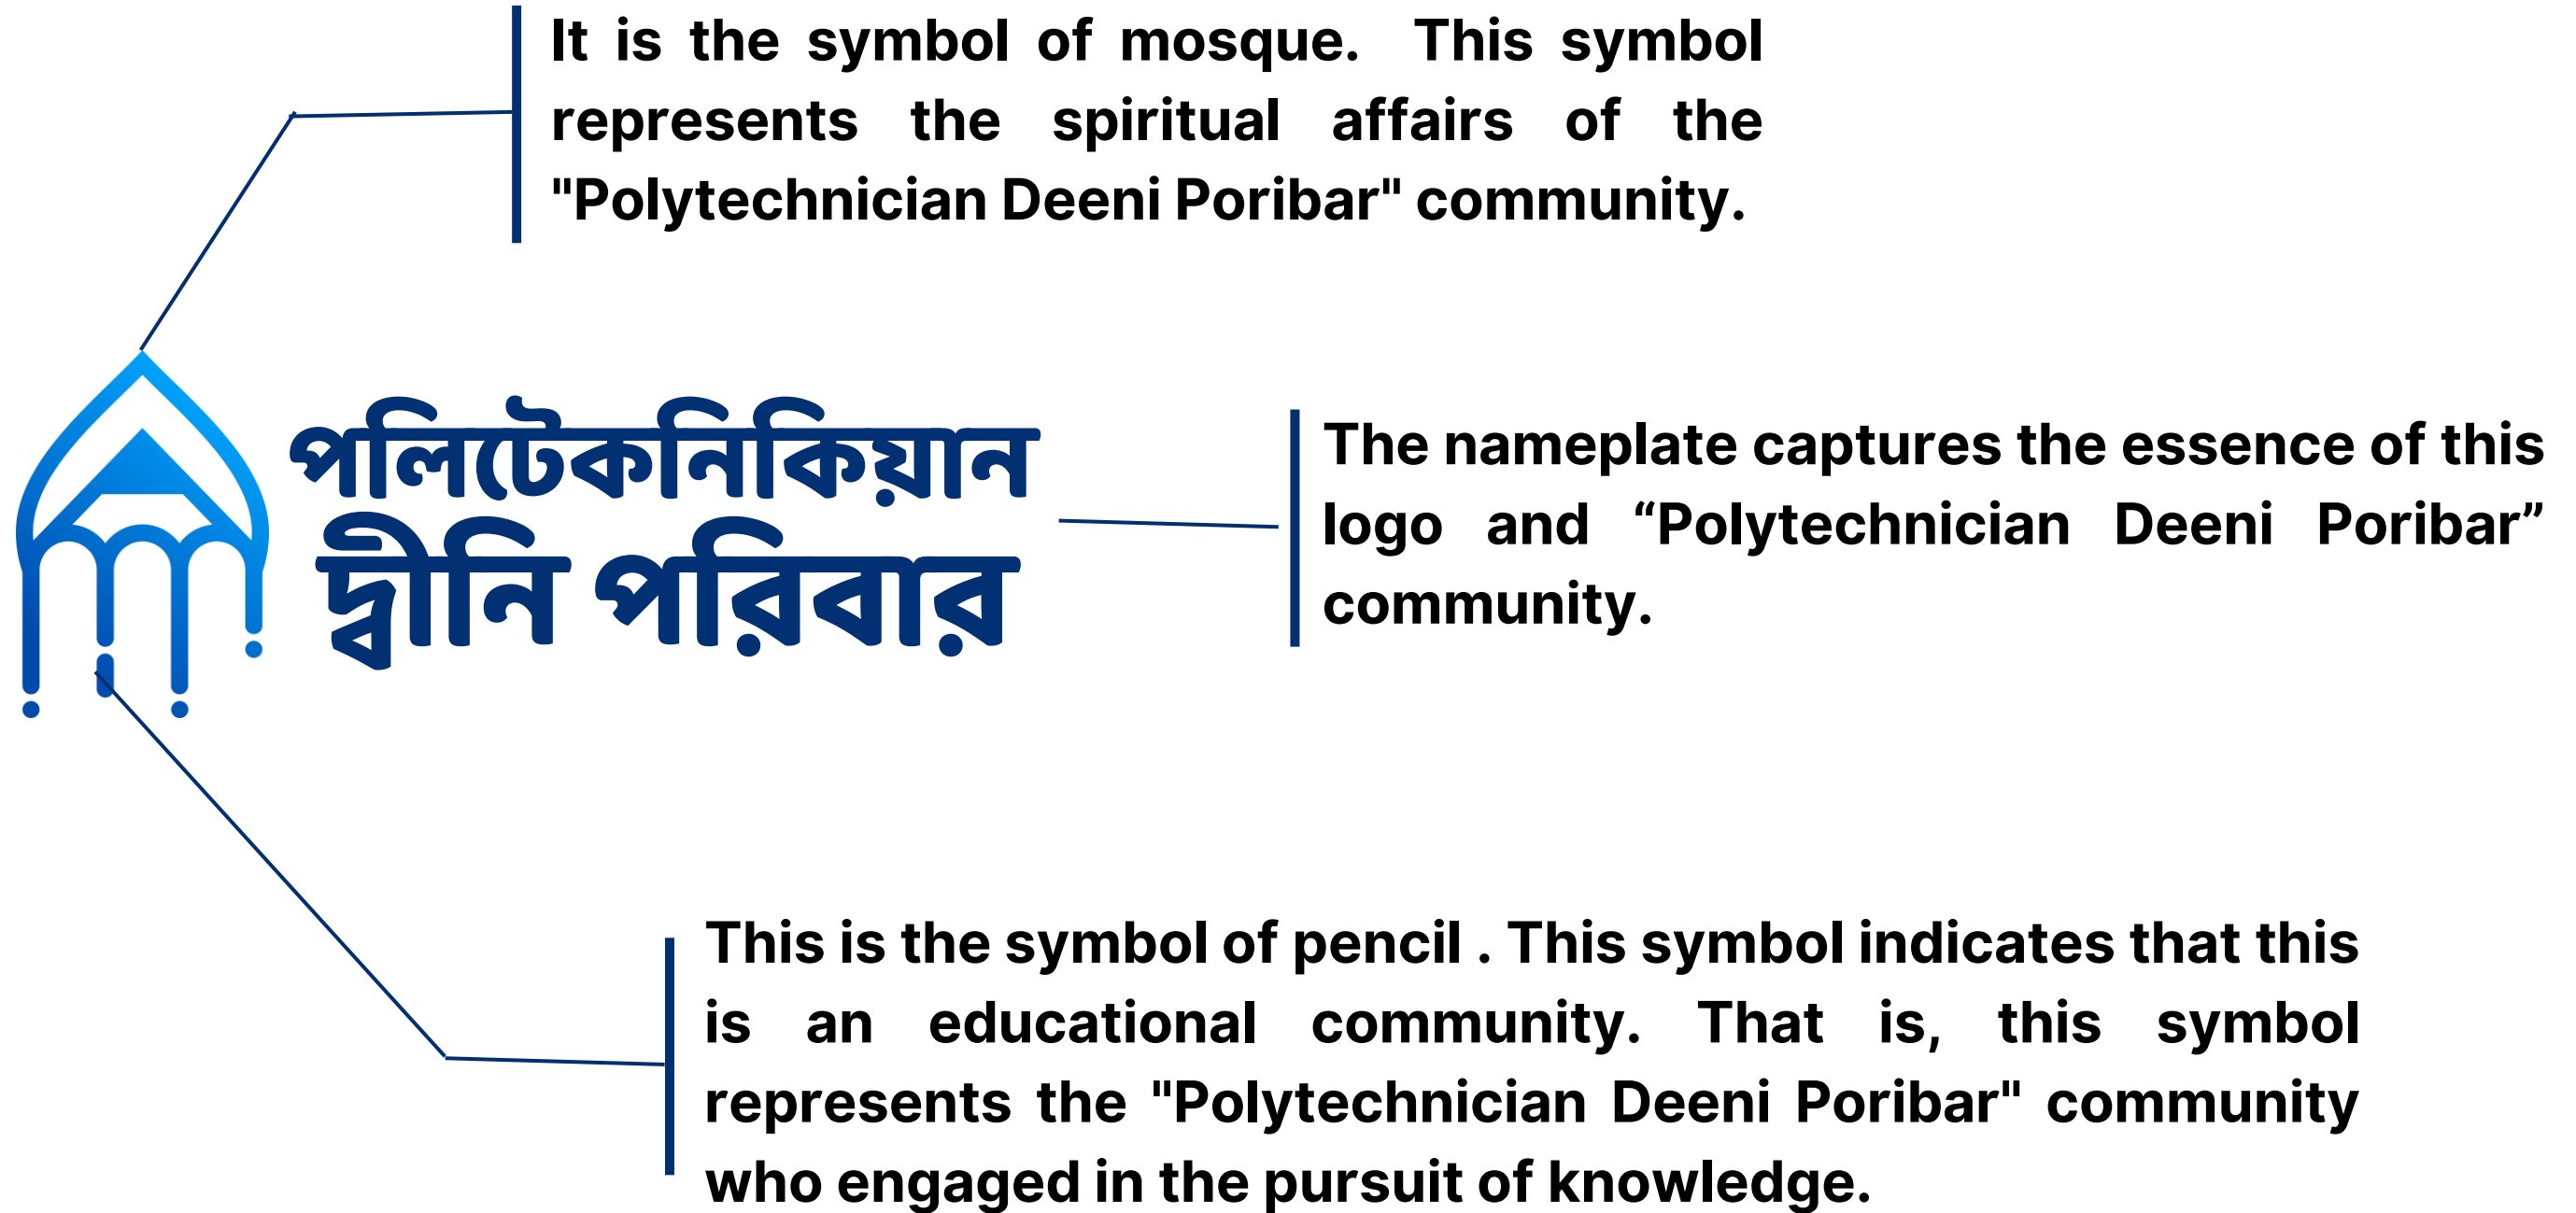 It is the symbol of mosque. This symbol
represents the spiritual affairs of the
"Polytechnician Deeni Poribar" community.
পলিটেকনিকিয়ান
দ্বীনি পরিবার
The nameplate captures the essence of this
logo and “Polytechnician Deeni Poribar”
community.
This is the symbol of pencil . This symbol indicates that this
is an educational community. That is, this symbol
represents the "Polytechnician Deeni Poribar" community
who engaged in the pursuit of knowledge.